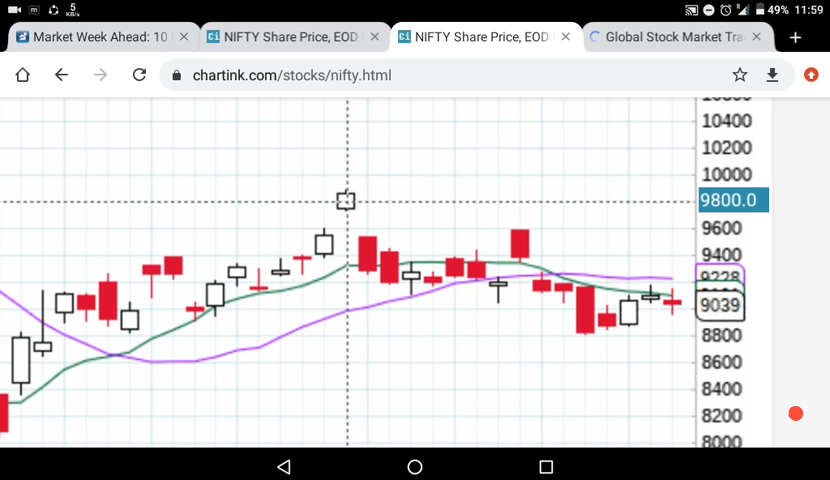 5 KB/s
m
R
49% 11:59
Market Week Ahead: 10
Ci NIFTY Share Price, EOD
Ci NIFTY Share Price, EOD
Global Stock Market Tra
chartink.com/stocks/nifty.html
10400
10200
10000
9800.0
9600
9400
9228
9039
8800
8600
8400
8200
8000